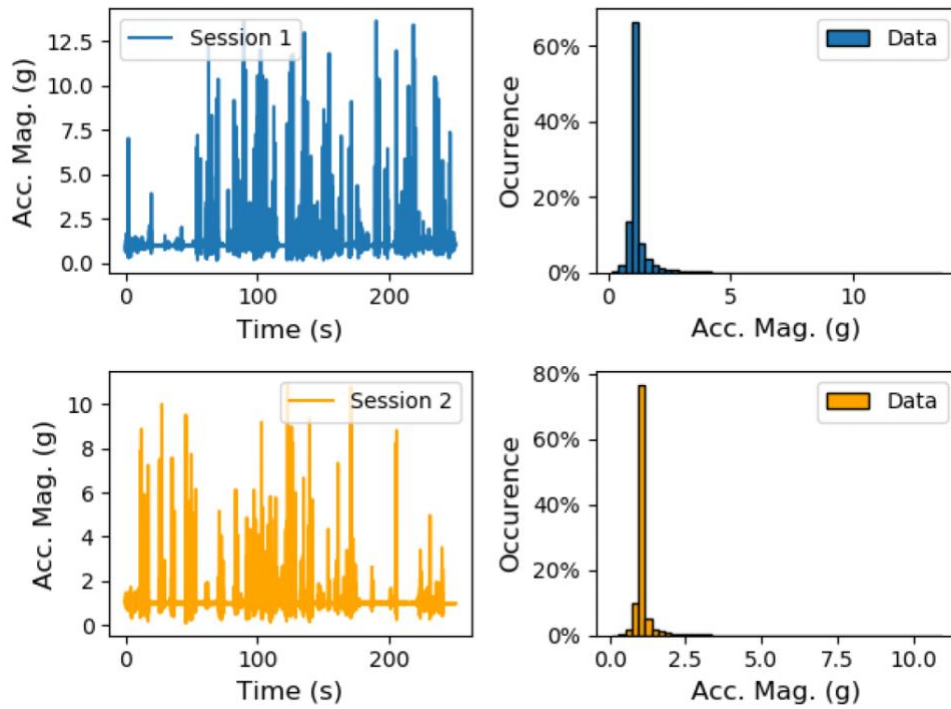 Session 1
Acc. Mag. (g)
12.5
10.0
7.5
5.0
2.5
0.0
0
100
200
Time (s)
Data
Ocurrence
60%
40%
20%
0%
0
5
10
Acc. Mag. (g)
Session 2
Acc. Mag. (g)
10
8
6
4
2
0
0
100
200
Time (s)
Data
Occurence
80%
60%
40%
20%
0%
0.0
2.5
5.0
7.5
10.0
Acc. Mag. (g)